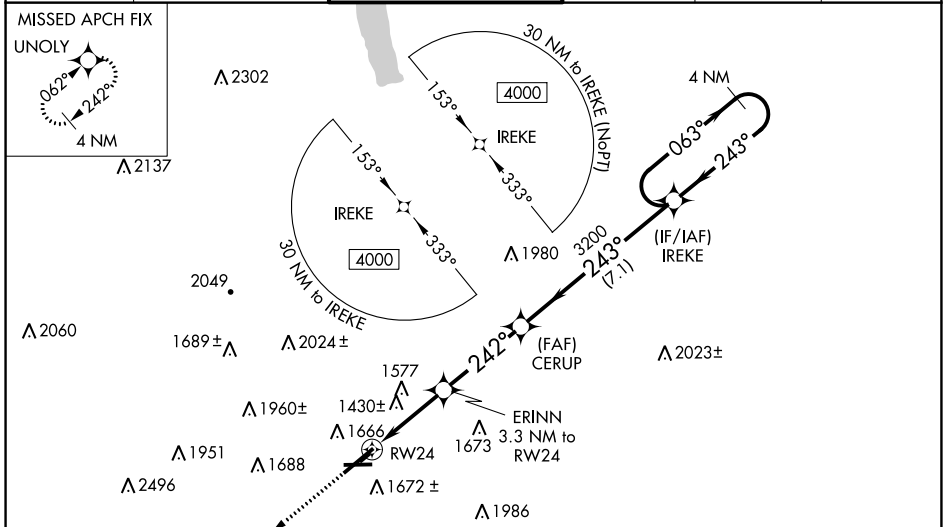 MISSED APCH FIX
UNOLY
062°
242°
4 NM
2302
2137
30 NM to IREKE (NoPT)
4000
153°
IREKE
333°
4 NM
063°
243°
153°
IREKE
333°
4000
30 NM to IREKE
(IF/IAF)
IREKE
1980
3200
243°
(7.1)
2049
2060
1689±
2024±
(FAF)
CERUP
2023±
242°
1577
1430±
1960±
ERINN
3.3 NM to
RW24
1666
1673
RW24
1951
1688
2496
1672 ±
1986